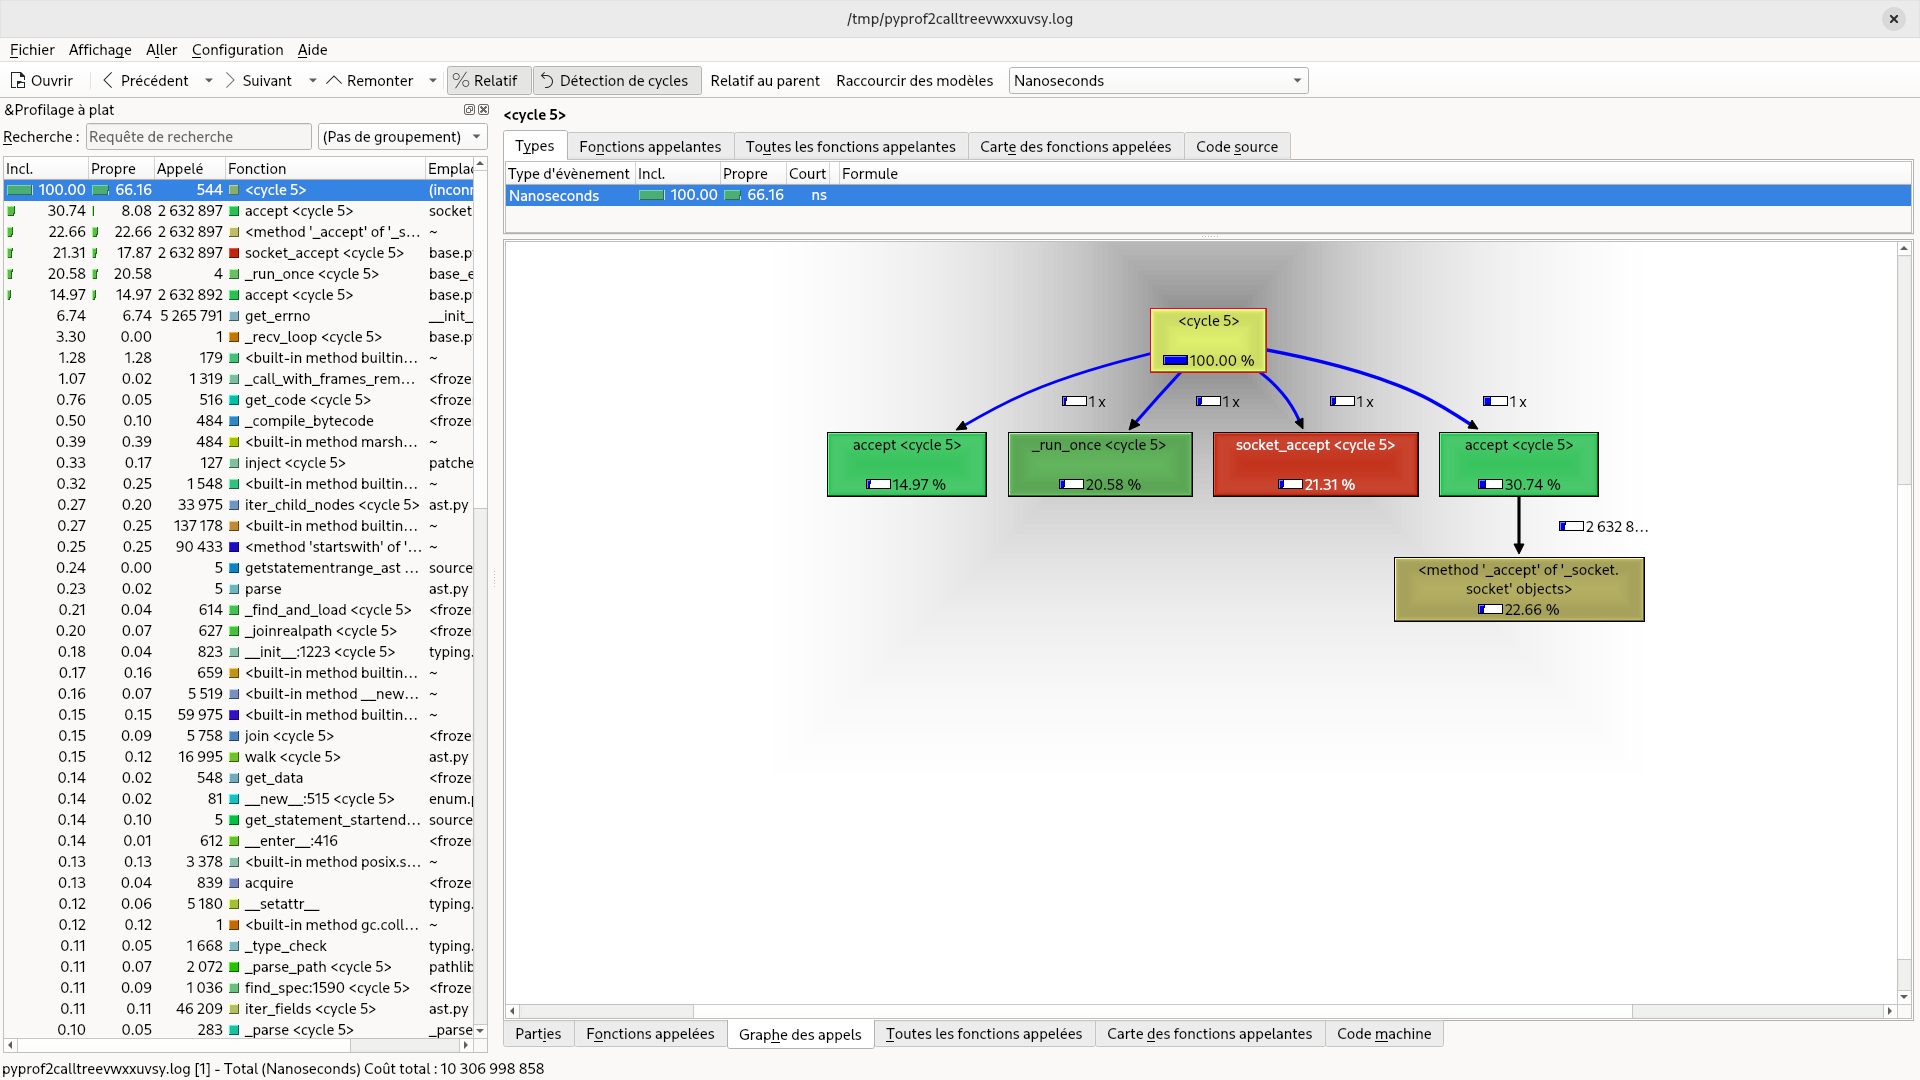 /tmp/pyprof2calltreevwxxuvsy.log
Fichier Affichage Aller Configuration Aide
Ouvrir Précédent Suivant Remonter Relatif Détection de cycles Relatif au parent Raccourcir des modèles Nanoseconds
&Profilage à plat
Recherche : Requête de recherche (Pas de groupement)
Incl. Propre Appelé Fonction Emplac
100.00 66.16 544 <cycle 5> (inconn
30.74 8.08 2 632 897 accept <cycle 5> socket
22.66 22.66 2 632 897 <method '_accept' of '_s... ~
21.31 17.87 2 632 897 socket_accept <cycle 5> base.p
20.58 20.58 4 _run_once <cycle 5> base_e
14.97 14.97 2 632 892 accept <cycle 5> base.p
6.74 6.74 5 265 791 get_errno __init_
3.30 0.00 1 _recv_loop <cycle 5> base.p
1.28 1.28 179 <built-in method builtin... ~
1.07 0.02 1 319 _call_with_frames_rem... <froze
0.76 0.05 516 get_code <cycle 5> <froze
0.50 0.10 484 _compile_bytecode <froze
0.39 0.39 484 <built-in method marsh... ~
0.33 0.17 127 inject <cycle 5> patche
0.32 0.25 1 548 <built-in method builtin... ~
0.27 0.20 33 975 iter_child_nodes <cycle 5> ast.py
0.27 0.25 137 178 <built-in method builtin... ~
0.25 0.25 90 433 <method 'startswith' of '... ~
0.24 0.00 5 getstatementrange_ast ... source
0.23 0.02 5 parse ast.py
0.21 0.04 614 _find_and_load <cycle 5> <froze
0.20 0.07 627 _joinrealpath <cycle 5> <froze
0.18 0.04 823 __init__:1223 <cycle 5> typing.
0.17 0.16 659 <built-in method builtin... ~
0.16 0.07 5 519 <built-in method __new... ~
0.15 0.15 59 975 <built-in method builtin... ~
0.15 0.09 5 758 join <cycle 5> <froze
0.15 0.12 16 995 walk <cycle 5> ast.py
0.14 0.02 548 get_data <froze
0.14 0.02 81 __new__:515 <cycle 5> enum.p
0.14 0.10 5 get_statement_startend... source
0.14 0.01 612 __enter__:416 <froze
0.13 0.13 3 378 <built-in method posix.s... ~
0.13 0.04 839 acquire <froze
0.12 0.06 5 180 __setattr__ typing.
0.12 0.12 1 <built-in method gc.coll... ~
0.11 0.05 1 668 _type_check typing.
0.11 0.07 2 072 _parse_path <cycle 5> pathlib
0.11 0.09 1 036 find_spec:1590 <cycle 5> <froze
0.11 0.11 46 209 iter_fields <cycle 5> ast.py
0.10 0.05 283 _parse <cycle 5> _parse
<cycle 5>
Types Fonctions appelantes Toutes les fonctions appelantes Carte des fonctions appelées Code source
Type d'évènement Incl. Propre Court Formule
Nanoseconds 100.00 66.16 ns
<cycle 5>
100.00 %
1 x 1 x 1 x 1 x
accept <cycle 5> _run_once <cycle 5> socket_accept <cycle 5> accept <cycle 5>
14.97 % 20.58 % 21.31 % 30.74 %
2 632 8...
<method '_accept' of '_socket.
socket' objects>
22.66 %
Parties Fonctions appelées Graphe des appels Toutes les fonctions appelées Carte des fonctions appelantes Code machine
pyprof2calltreevwxxuvsy.log [1] - Total (Nanoseconds) Coût total : 10 306 998 858